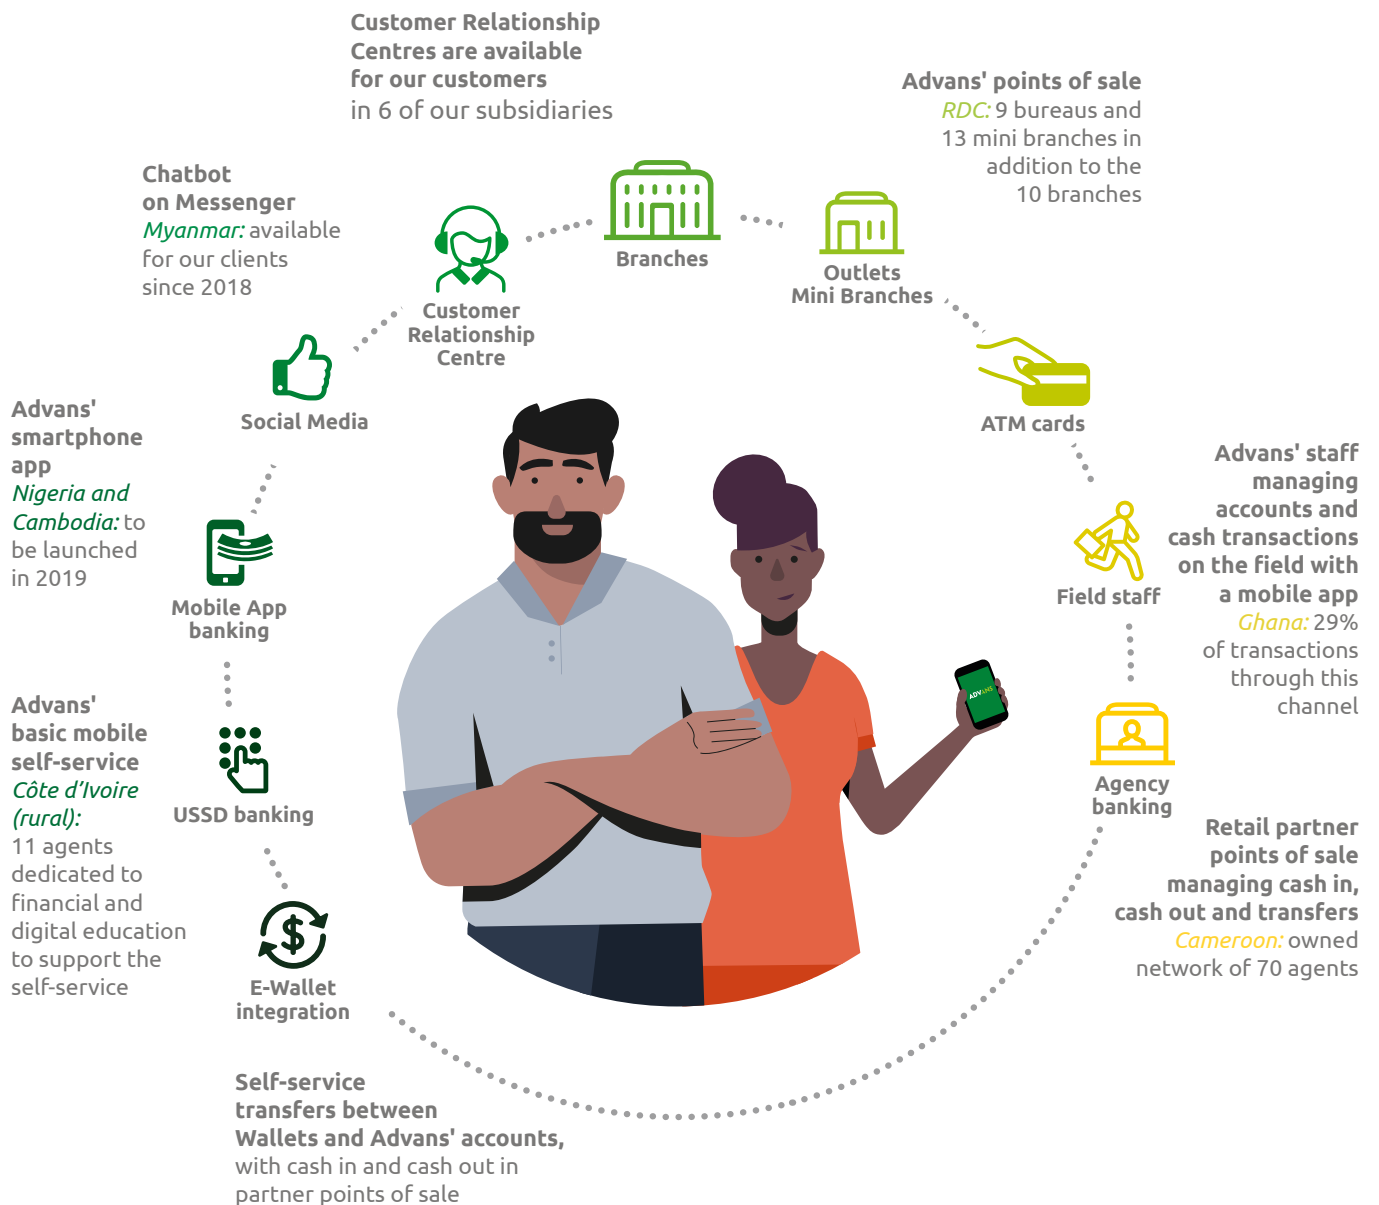 Customer Relationship
Centres are available
for our customers
in 6 of our subsidiaries
Advans' points of sale
RDC: 9 bureaus and
13 mini branches in
addition to the
10 branches
Chatbot
on Messenger
Myanmar: available
for our clients
since 2018
Branches
Outlets
Mini Branches
Customer
Relationship
Centre
Social Media
ATM cards
Advans'
smartphone
app
Nigeria and
Cambodia: to
be launched
in 2019
Advans' staff
managing
accounts and
cash transactions
on the field with
a mobile app
Ghana: 29%
of transactions
through this
channel
Mobile App
banking
Field staff
ADVANS
Advans'
basic mobile
self-service
Côte d’Ivoire
(rural):
11 agents
dedicated to
financial and
digital education
to support the
self-service
USSD banking
Agency
banking
Retail partner
points of sale
managing cash in,
cash out and transfers
Cameroon: owned
network of 70 agents
$
E-Wallet
integration
Self-service
transfers between
Wallets and Advans' accounts,
with cash in and cash out in
partner points of sale